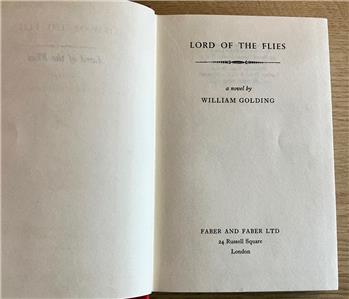 LORD OF THE FLIES
a novel by
WILLIAM GOLDING
FABER AND FABER LTD
24 Russell Square
London